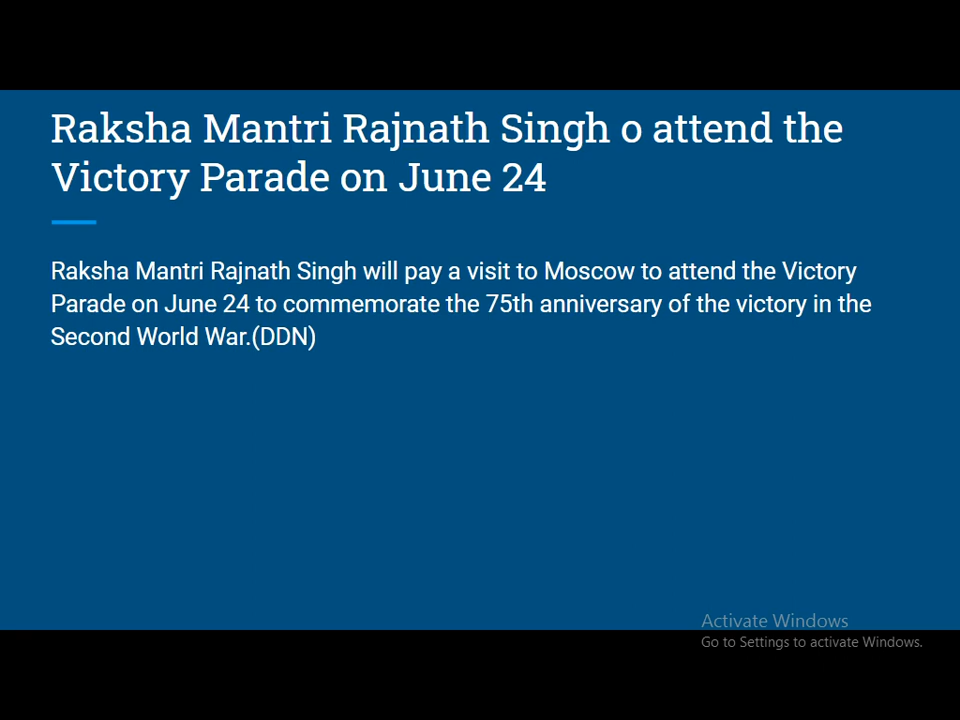 Raksha Mantri Rajnath Singh o attend the
Victory Parade on June 24
Raksha Mantri Rajnath Singh will pay a visit to Moscow to attend the Victory
Parade on June 24 to commemorate the 75th anniversary of the victory in the
Second World War.(DDN)
Activate Windows
Go to Settings to activate Windows.